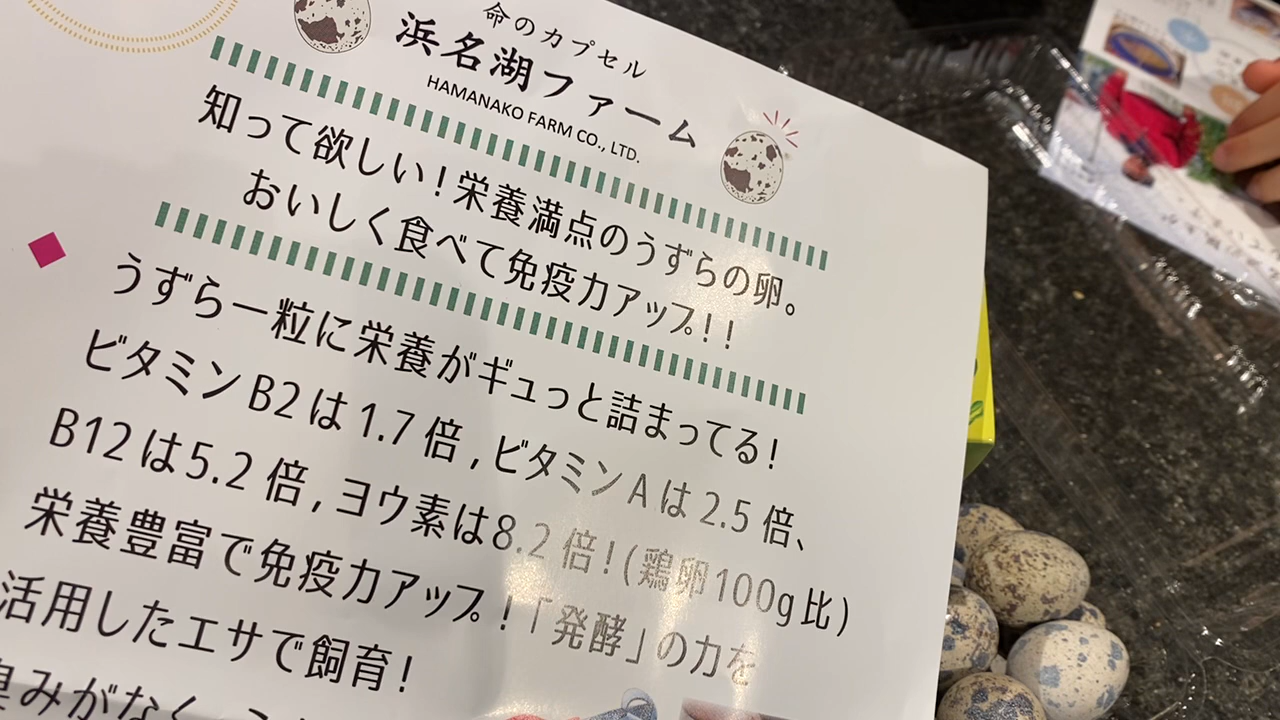 命のカプセル
浜名湖ファーム
HAMANAKO FARM CO., LTD.
知って欲しい！栄養満点のうずらの卵。
おいしく食べて免疫力アップ！！
うずら一粒に栄養がギュっと詰まってる！
ビタミンB2は1.7倍,ビタミンAは2.5倍、
B12は5.2倍,ヨウ素は8.2倍！(鶏卵100g比)
栄養豊富で免疫力アップ！「発酵」の力を
活用したエサで飼育！
臭みがなく